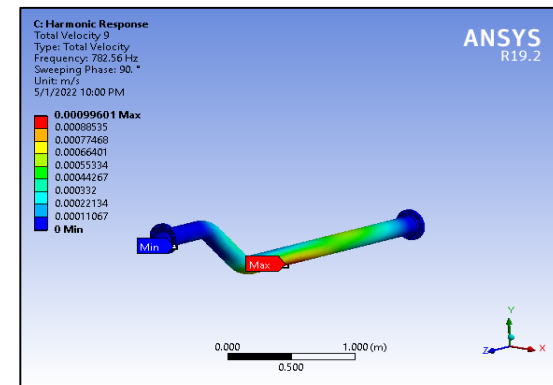 C: Harmonic Response
Total Velocity 9
Type: Total Velocity
Frequency: 782.56 Hz
Sweeping Phase: 90. °
Unit: m/s
5/1/2022 10:00 PM
ANSYS
R19.2
0.00099601 Max
0.00088535
0.00077468
0.00066401
0.00055334
0.00044267
0.000332
0.00022134
0.00011067
0 Min
Min
Max
Y
Z
X
0.000
1.000 (m)
0.500